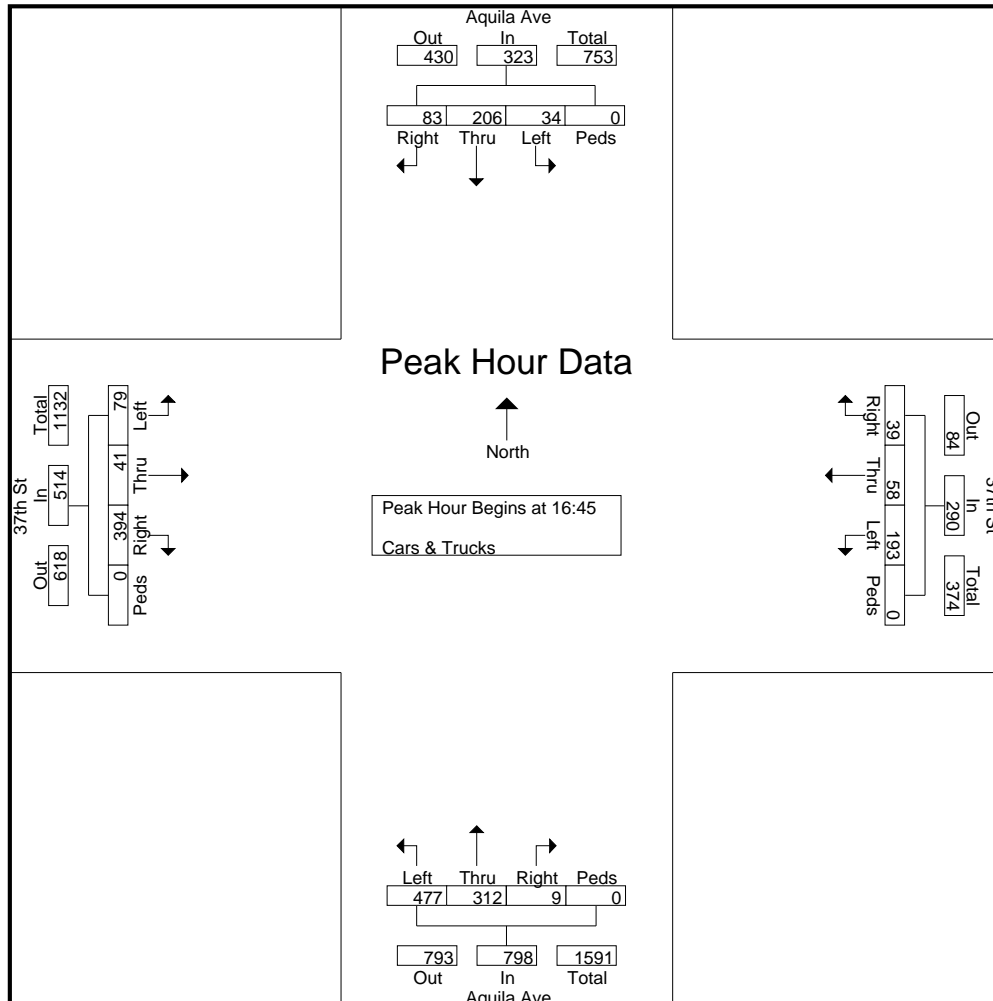 Aquila Ave
Out In Total
430 323 753
83 206 34 0
Right Thru Left Peds
Peak Hour Data
North
Peak Hour Begins at 16:45
Cars & Trucks
37th St
Total In Out
1132 514 618
79 41 394 0
Left Thru Right Peds
Right Thru Left Peds
39 58 193 0
Out In Total
84 290 374
37th St
Left Thru Right Peds
477 312 9 0
793 798 1591
Out In Total
Aquila Ave